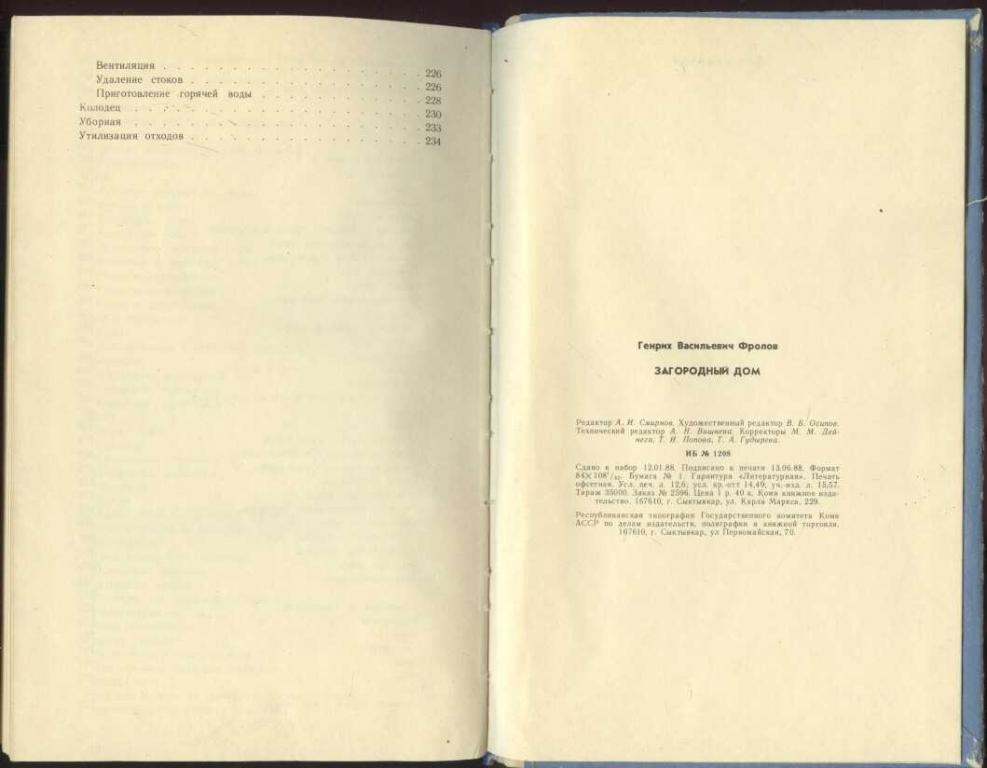 Вентиляция . . . . . . . . . . 226
Удаление стоков . . . . . . . . . . 226
Приготовление горячей воды . . . . . . . . . . 228
Колодец . . . . . . . . . . 230
Уборная . . . . . . . . . . 233
Утилизация отходов . . . . . . . . . . 234
Генрих Васильевич Фролов
ЗАГОРОДНЫЙ ДОМ
Редактор А. И. Смирнов. Художественный редактор В. Б. Осипов.
Технический редактор А. Н. Вишнева. Корректоры М. М. Дей-
нега, Т. И. Попова, Т. А. Гудырева.
ИБ № 1208
Сдано в набор 12.01.88. Подписано к печати 13.06.88. Формат
84×108¹/₃₂. Бумага № 1. Гарнитура «Литературная». Печать
офсетная. Усл. печ. л. 12,6; усл. кр.-отт 14,49; уч.-изд. л. 15,57.
Тираж 35000. Заказ № 2596. Цена 1 р. 40 к. Коми книжное изда-
тельство. 167610, г. Сыктывкар, ул. Карла Маркса, 229.
Республиканская типография Государственного комитета Коми
АССР по делам издательств, полиграфии и книжной торговли.
167610, г. Сыктывкар, ул Первомайская, 70.